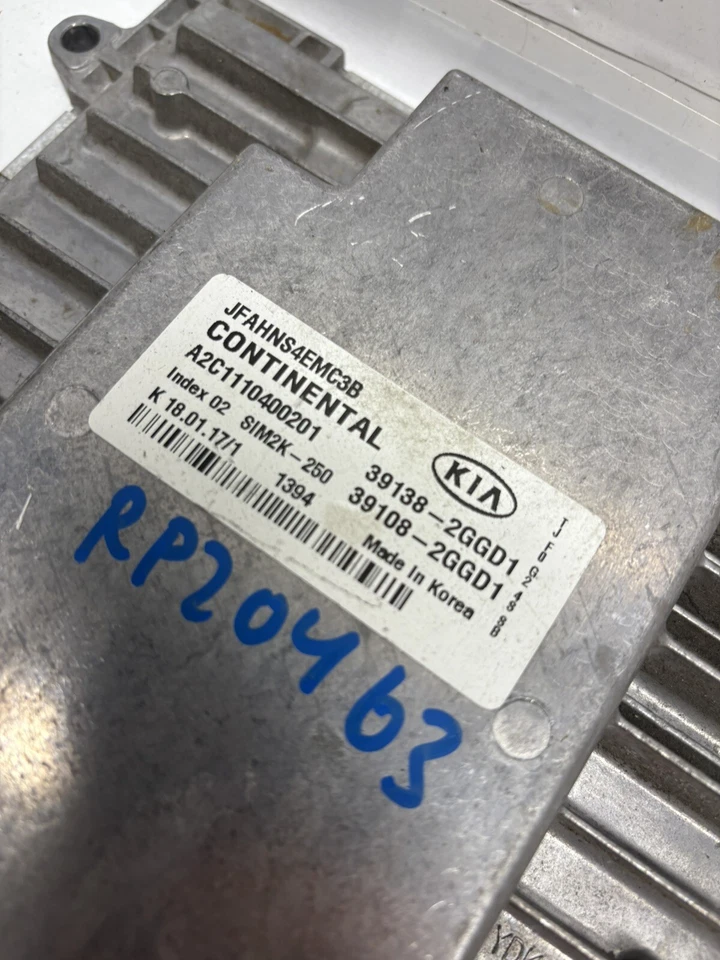 JFAHNS4EMC3B
CONTINENTAL
A2C1110400201
Index 02 SIM2K-250
K 18.01.17/1 1394
KIA
39138-2GGD1
39108-2GGD1
Made In Korea
RP20463